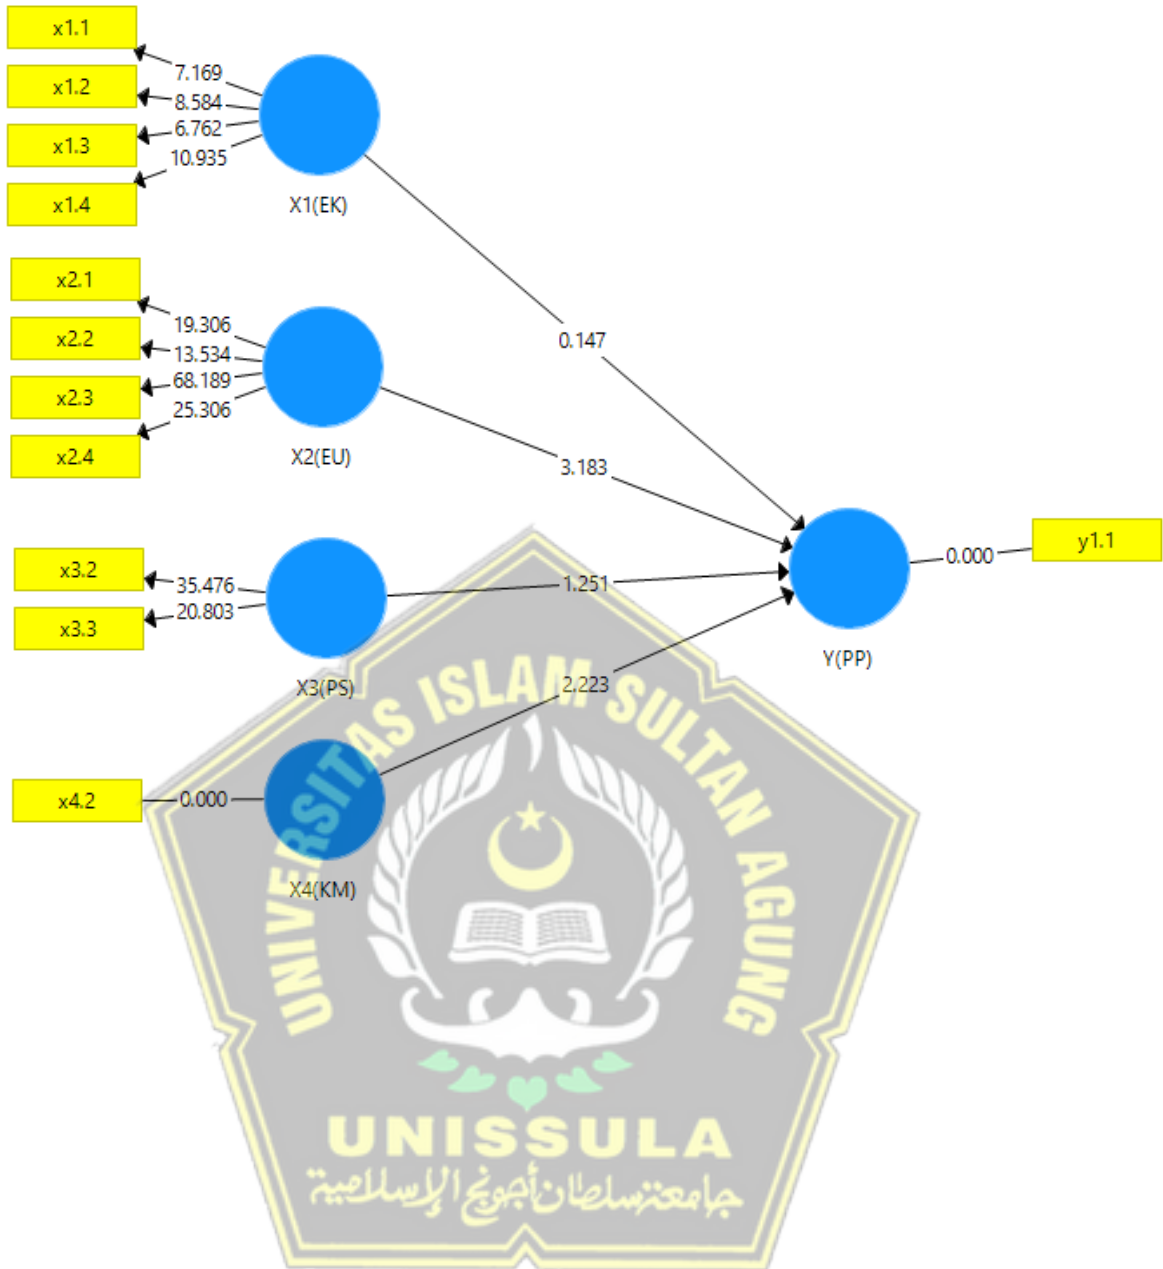 x1.1
7.169
x1.2
8.584
x1.3
6.762
10.935
x1.4
X1(EK)
x2.1
19.306
x2.2
13.534
x2.3
68.189
25.306
x2.4
X2(EU)
x3.2
35.476
x3.3
20.803
X3(PS)
x4.2
0.000
X4(KM)
0.147
3.183
1.251
2.223
Y(PP)
0.000
y1.1
UNIVERSITAS ISLAM SULTAN AGUNG
UNISSULA
جامعتنسلطان أجونج الإسلامية